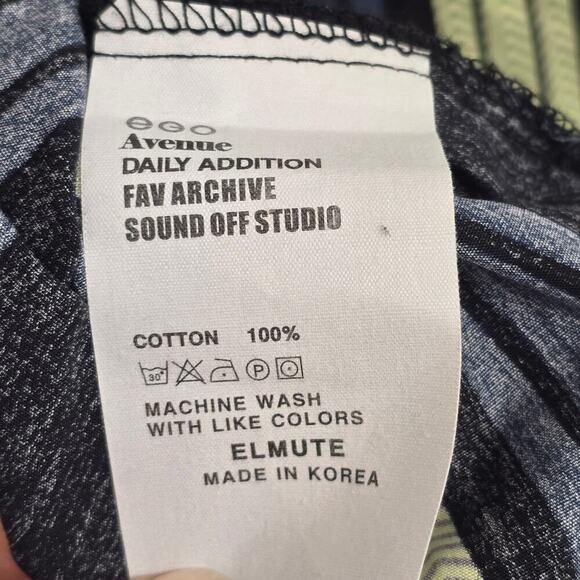 eGO
Avenue
DAILY ADDITION
FAV ARCHIVE
SOUND OFF STUDIO
COTTON 100%
30° P
MACHINE WASH
WITH LIKE COLORS
ELMUTE
MADE IN KOREA